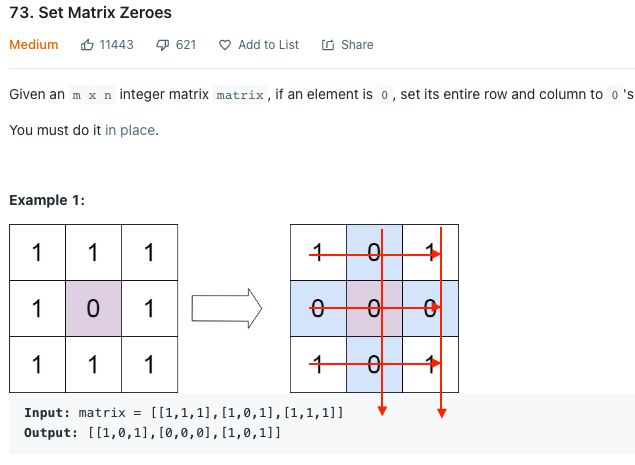 73. Set Matrix Zeroes
Medium 11443 621 Add to List Share
Given an m x n integer matrix matrix, if an element is 0, set its entire row and column to 0's
You must do it in place.
Example 1:
1 1 1 1 0 1
1 0 1 0 0 0
1 1 1 1 0 1
Input: matrix = [[1,1,1],[1,0,1],[1,1,1]]
Output: [[1,0,1],[0,0,0],[1,0,1]]